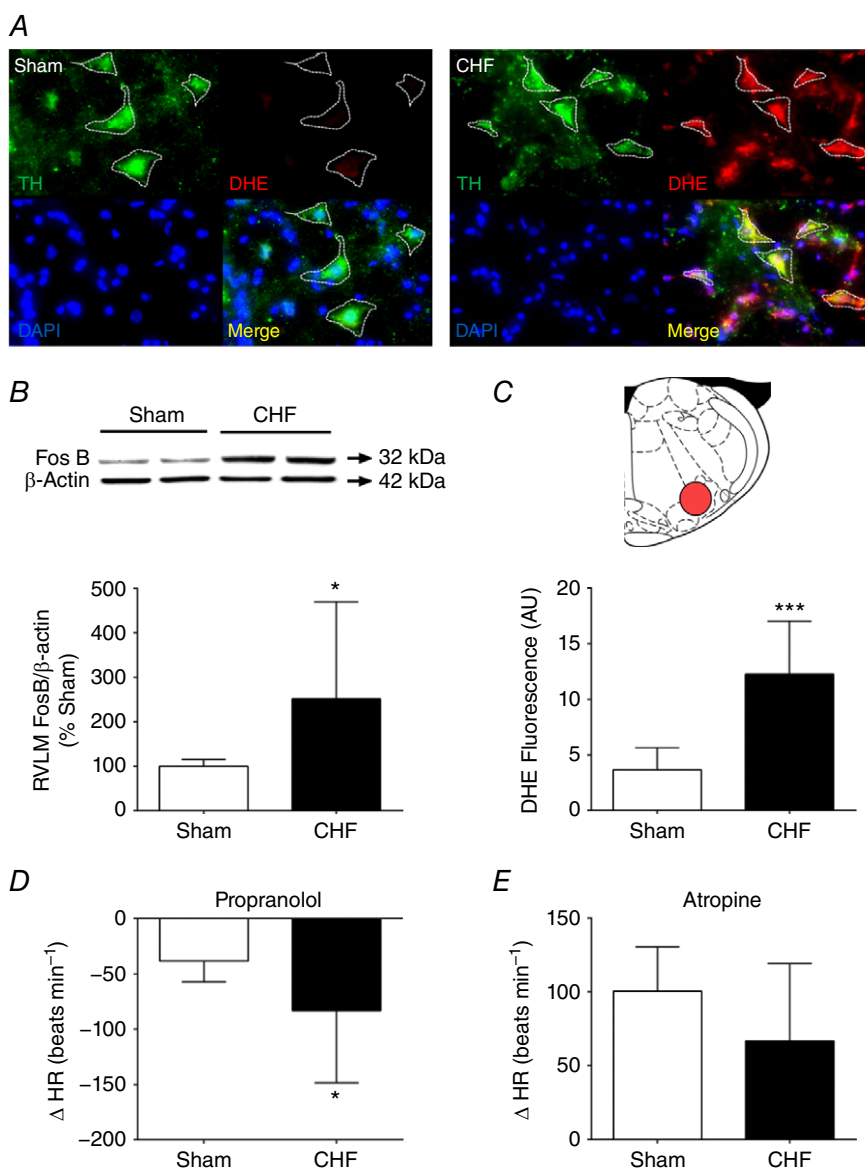 A
Sham
CHF
TH
DHE
TH
DHE
DAPI
Merge
DAPI
Merge
B
Sham CHF
Fos B
32 kDa
β-Actin
42 kDa
RVLM FosB/β-actin
(% Sham)
500
400
300
200
100
0
*
Sham
CHF
C
DHE Fluorescence (AU)
20
15
10
5
0
***
Sham
CHF
D
Propranolol
Δ HR (beats min⁻¹)
0
−50
−100
−150
−200
*
Sham
CHF
E
Atropine
Δ HR (beats min⁻¹)
150
100
50
0
Sham
CHF